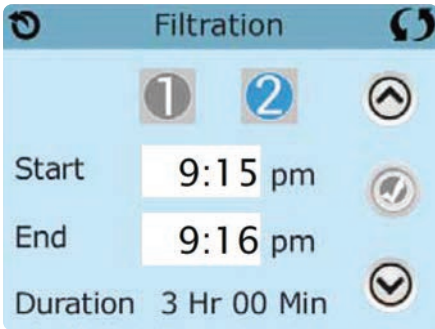 Filtration
1 2
Start 9:15 pm
End 9:16 pm
Duration 3 Hr 00 Min